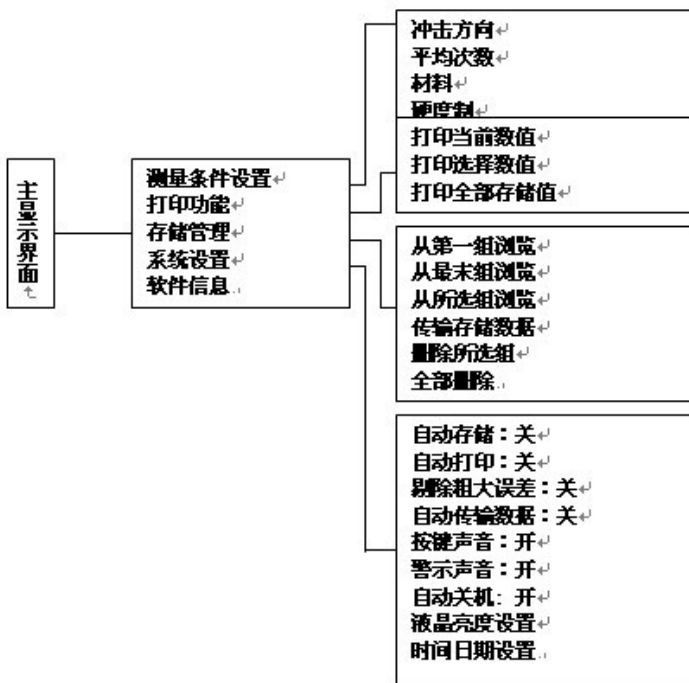 主显示界面
测量条件设置
打印功能
存储管理
系统设置
软件信息
冲击方向
平均次数
材料
硬度制
打印当前数值
打印选择数值
打印全部存储值
从第一组浏览
从最末组浏览
从所选组浏览
传输存储数据
删除所选组
全部删除
自动存储：关
自动打印：关
剔除粗大误差：关
自动传输数据：关
按键声音：开
警示声音：开
自动关机: 开
液晶亮度设置
时间日期设置